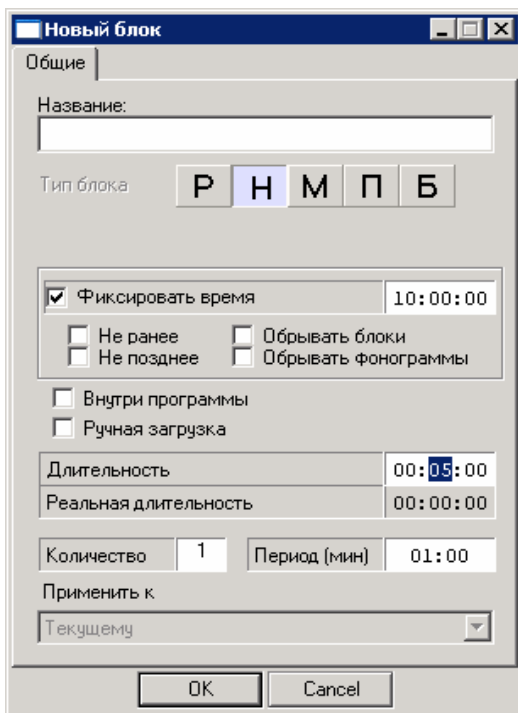 Новый блок
Общие
Название:
Тип блока Р Н М П Б
Фиксировать время 10:00:00
Не ранее Обрывать блоки
Не позднее Обрывать фонограммы
Внутри программы
Ручная загрузка
Длительность 00:05:00
Реальная длительность 00:00:00
Количество 1 Период (мин) 01:00
Применить к
Текущему
OK Cancel